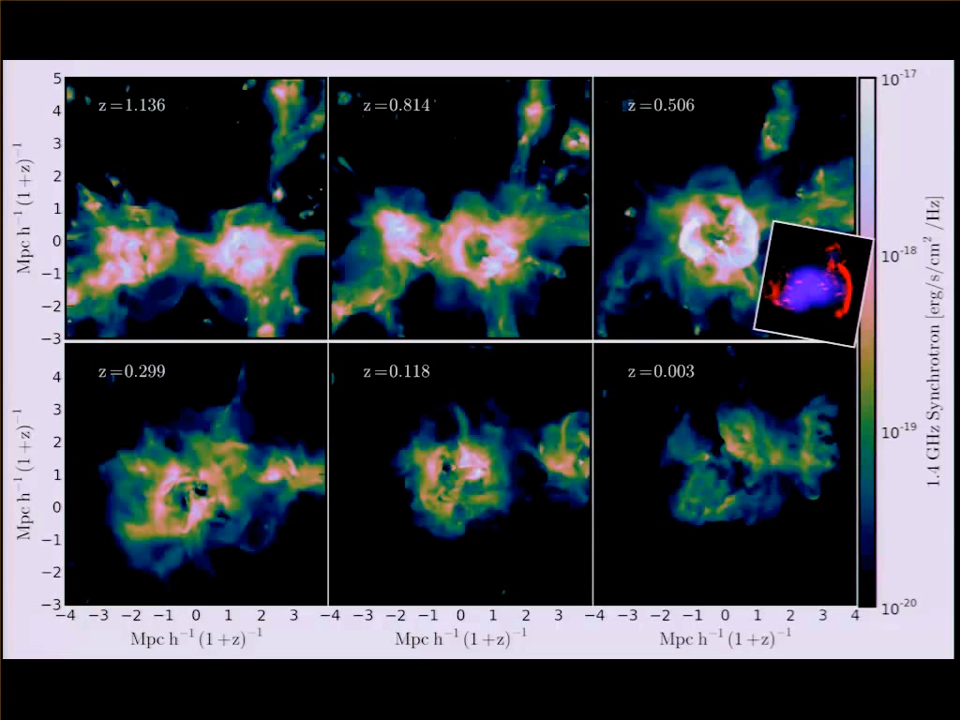 z=1.136
z=0.814
z=0.506
10^-17
5
4
3
2
1
0
−1
−2
−3
Mpc h^-1 (1+z)^-1
10^-18
z=0.299
z=0.118
z=0.003
4
3
2
1
0
−1
−2
−3
Mpc h^-1 (1+z)^-1
10^-19
10^-20
1.4 GHz Synchrotron [erg/s/cm^2/Hz]
−4 −3 −2 −1 0 1 2 3 −4 −3 −2 −1 0 1 2 3 −4 −3 −2 −1 0 1 2 3 4
Mpc h^-1 (1+z)^-1 Mpc h^-1 (1+z)^-1 Mpc h^-1 (1+z)^-1